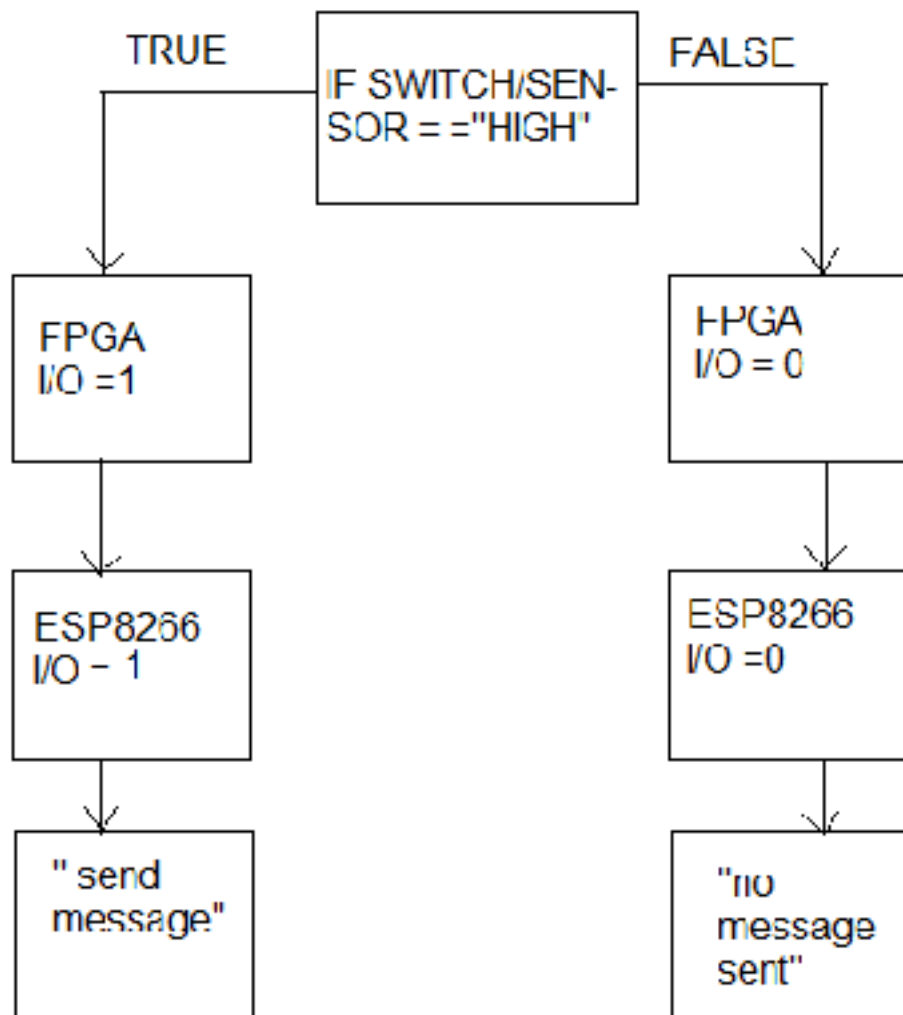 TRUE
FALSE
IF SWITCH/SEN-
SOR = ="HIGH"
FPGA
I/O =1
FPGA
I/O = 0
ESP8266
I/O = 1
ESP8266
I/O =0
" send
message"
"no
message
sent"